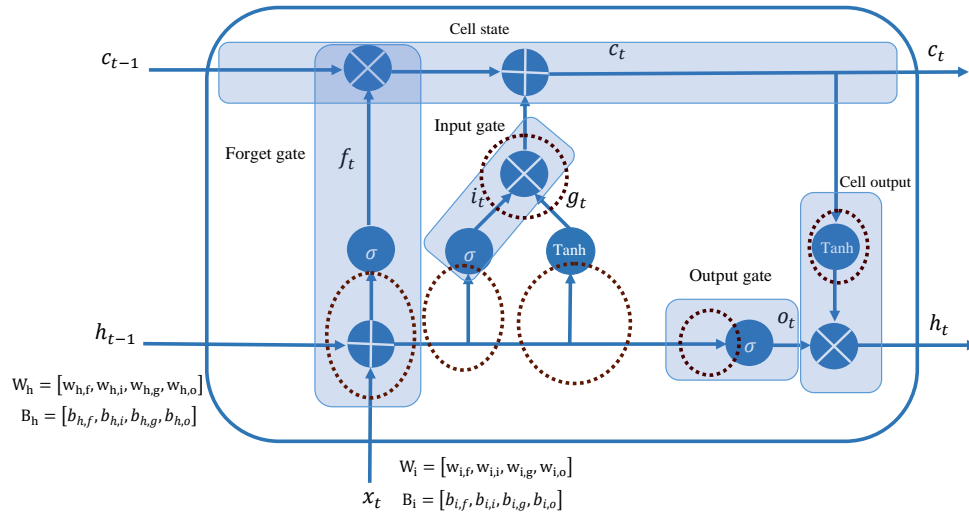 Cell state
c_{t−1} c_t c_t
Input gate
Forget gate f_t
Cell output
i_t g_t
σ σ Tanh Tanh
Output gate
o_t
h_{t−1} σ h_t
W_h = [w_{h,f}, w_{h,i}, w_{h,g}, w_{h,o}]
B_h = [b_{h,f}, b_{h,i}, b_{h,g}, b_{h,o}]
W_i = [w_{i,f}, w_{i,i}, w_{i,g}, w_{i,o}]
x_t B_i = [b_{i,f}, b_{i,i}, b_{i,g}, b_{i,o}]